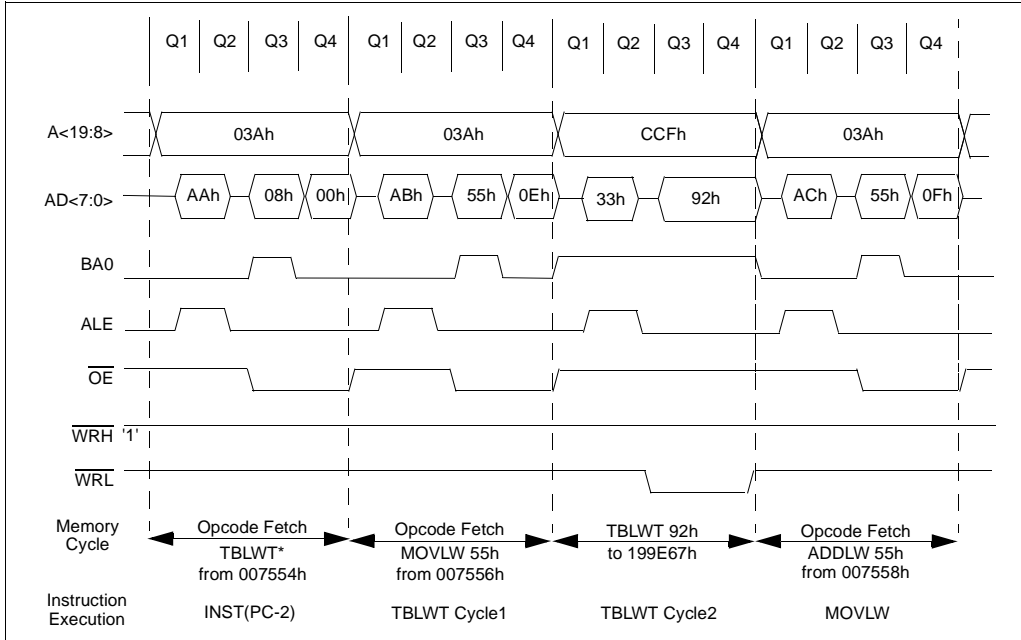 Q1 Q2 Q3 Q4 Q1 Q2 Q3 Q4 Q1 Q2 Q3 Q4 Q1 Q2 Q3 Q4
A<19:8> 03Ah 03Ah CCFh 03Ah
AD<7:0> AAh 08h 00h ABh 55h 0Eh 33h 92h ACh 55h 0Fh
BA0
ALE
OE
WRH '1'
WRL
Memory Cycle
Opcode Fetch
TBLWT*
from 007554h
Opcode Fetch
MOVLW 55h
from 007556h
TBLWT 92h
to 199E67h
Opcode Fetch
ADDLW 55h
from 007558h
Instruction Execution
INST(PC-2) TBLWT Cycle1 TBLWT Cycle2 MOVLW